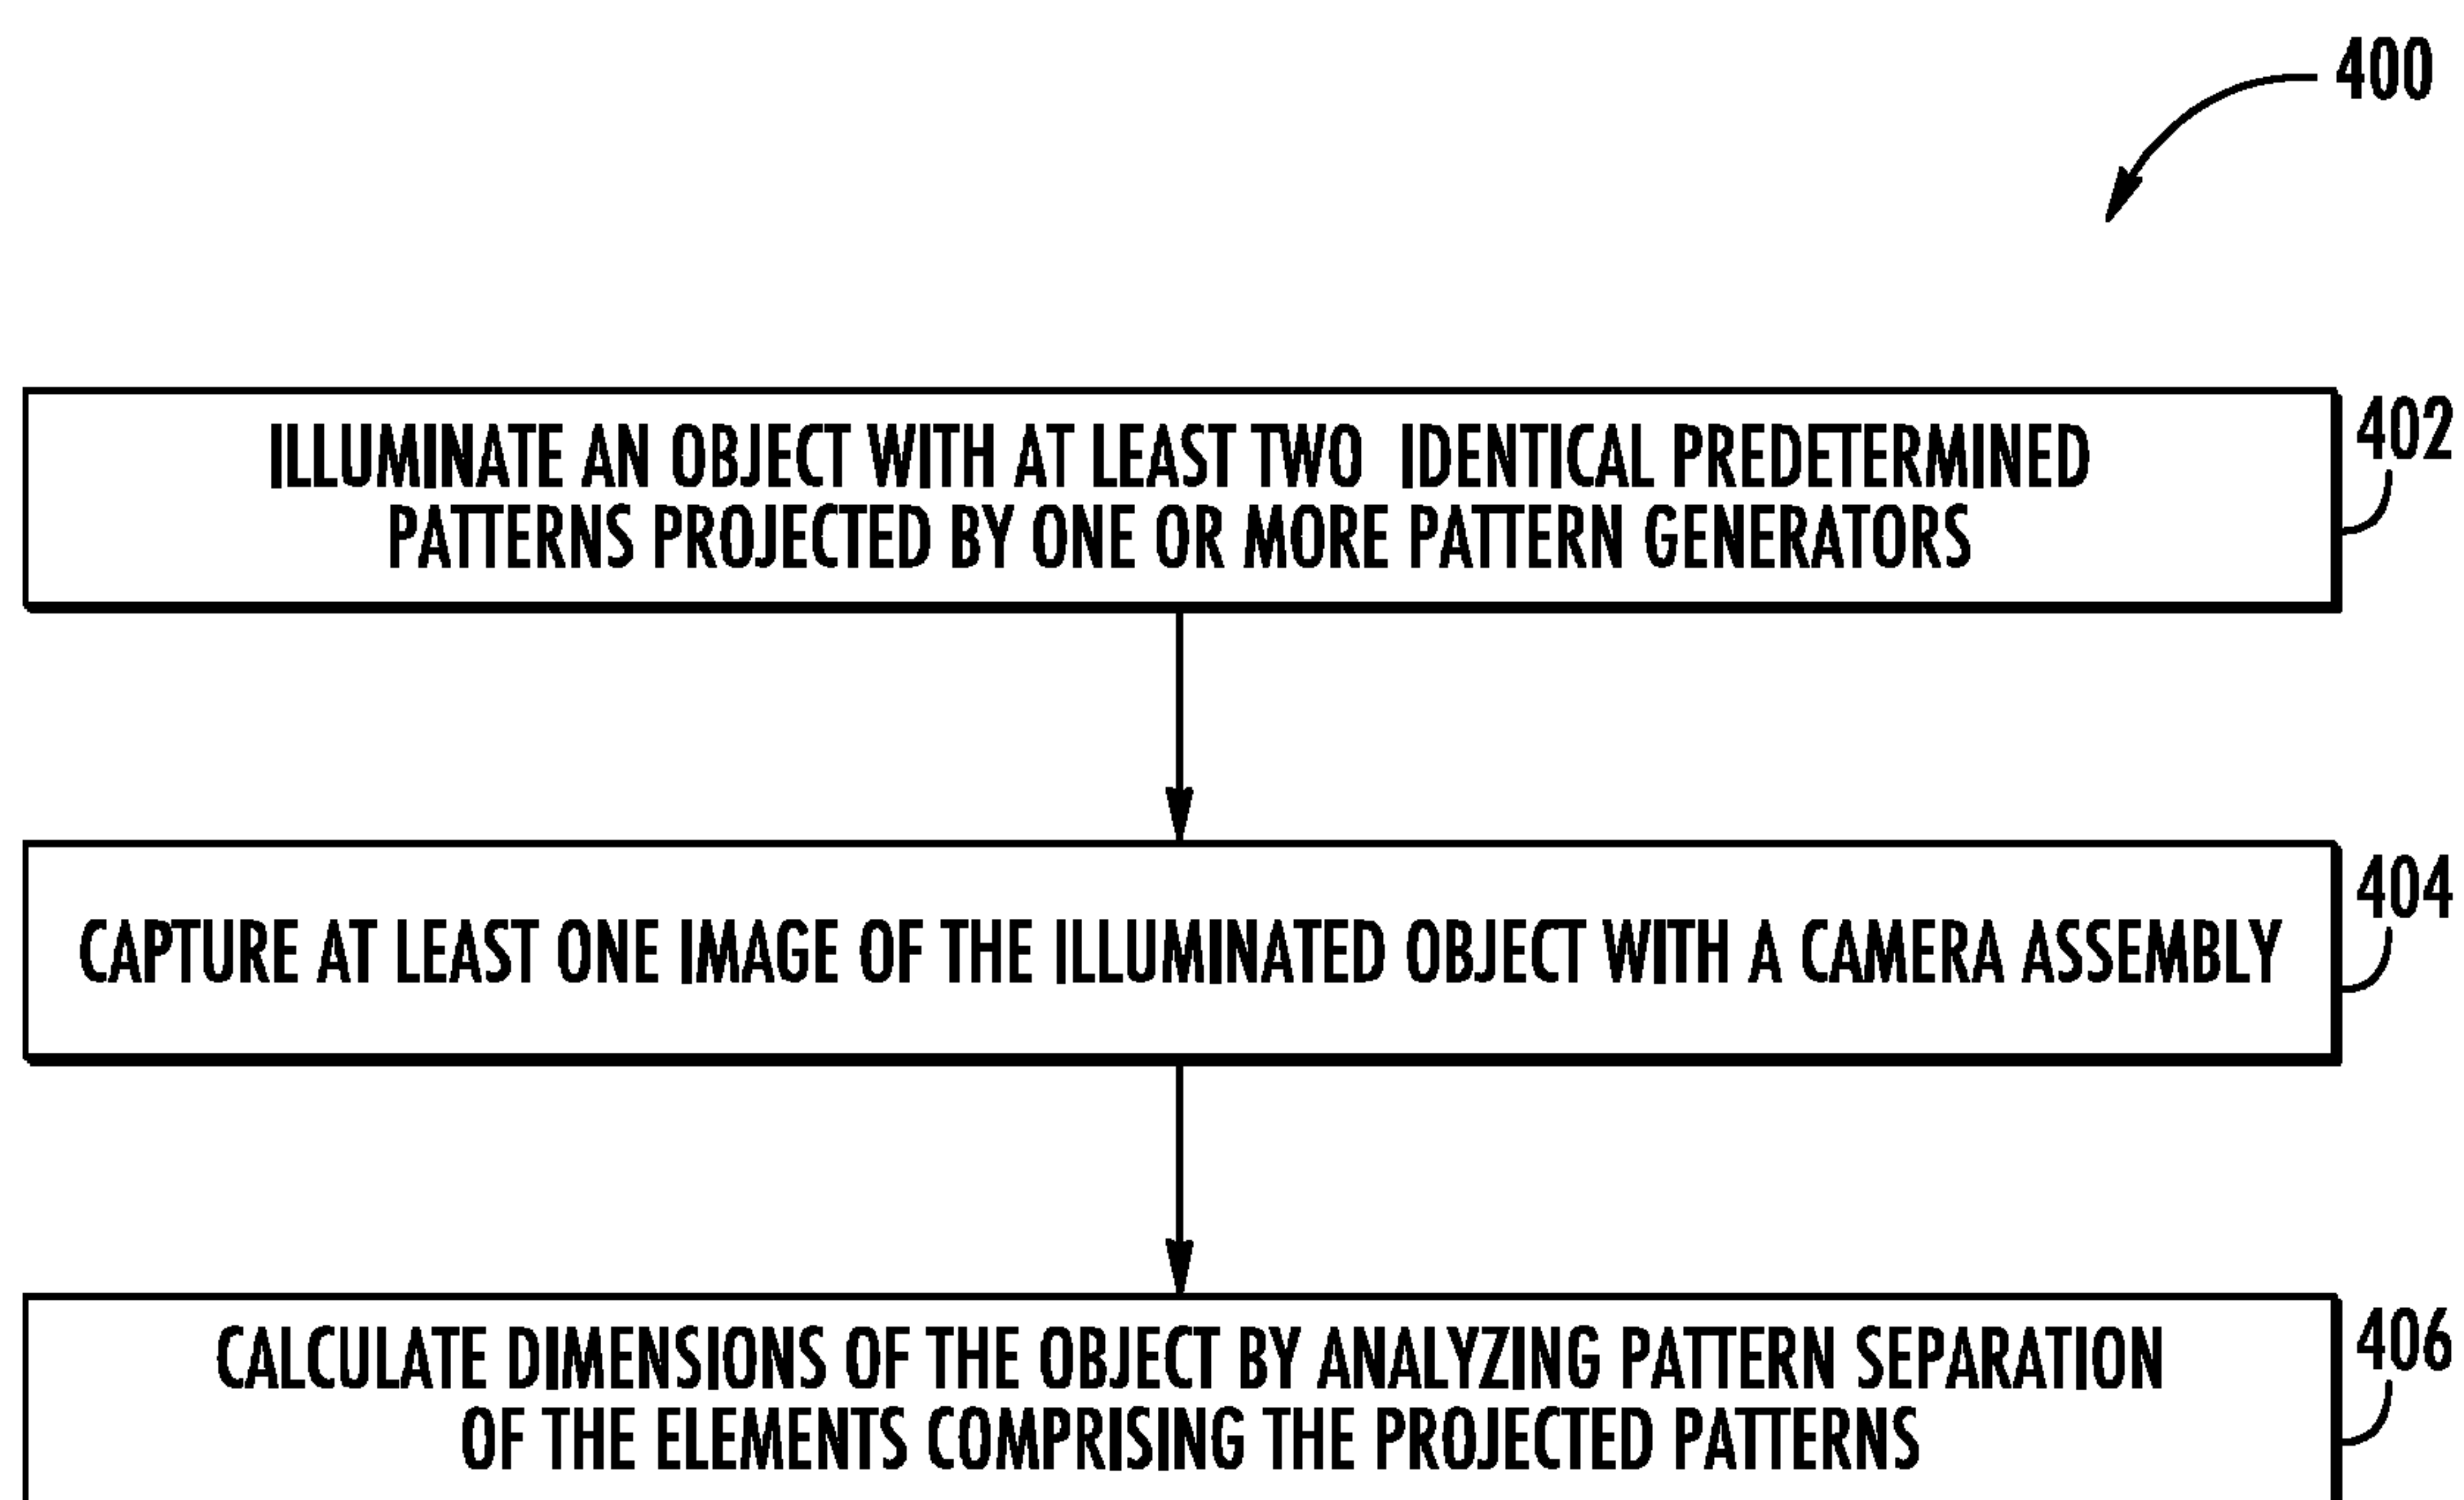 400
ILLUMINATE AN OBJECT WITH AT LEAST TWO IDENTICAL PREDETERMINED
PATTERNS PROJECTED BY ONE OR MORE PATTERN GENERATORS
402
CAPTURE AT LEAST ONE IMAGE OF THE ILLUMINATED OBJECT WITH A CAMERA ASSEMBLY
404
CALCULATE DIMENSIONS OF THE OBJECT BY ANALYZING PATTERN SEPARATION
OF THE ELEMENTS COMPRISING THE PROJECTED PATTERNS
406